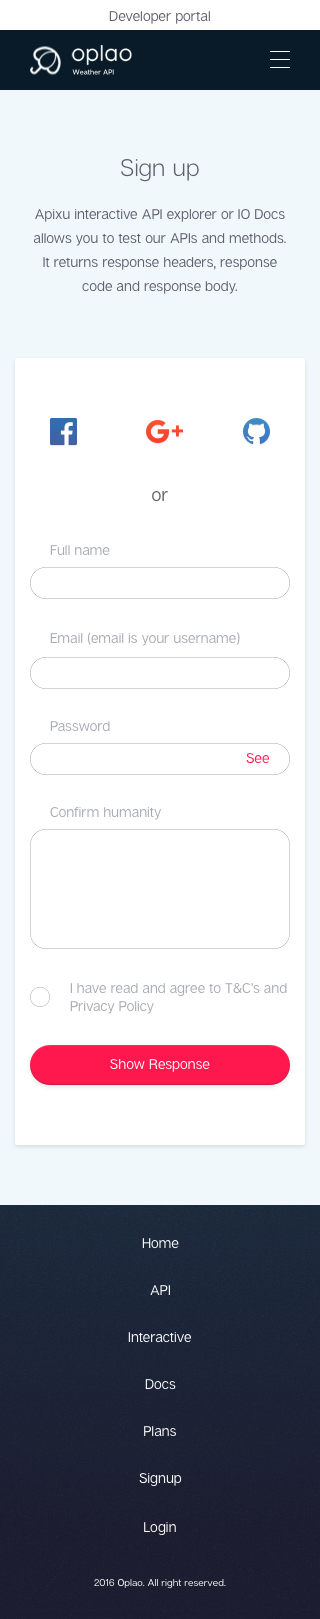 Developer portal
oplao
Weather API
Sign up
Apixu interactive API explorer or IO Docs
allows you to test our APIs and methods.
It returns response headers, response
code and response body.
or
Full name
Email (email is your username)
Password
See
Confirm humanity
I have read and agree to T&C's and
Privacy Policy
Show Response
Home
API
Interactive
Docs
Plans
Signup
Login
2016 Oplao. All right reserved.